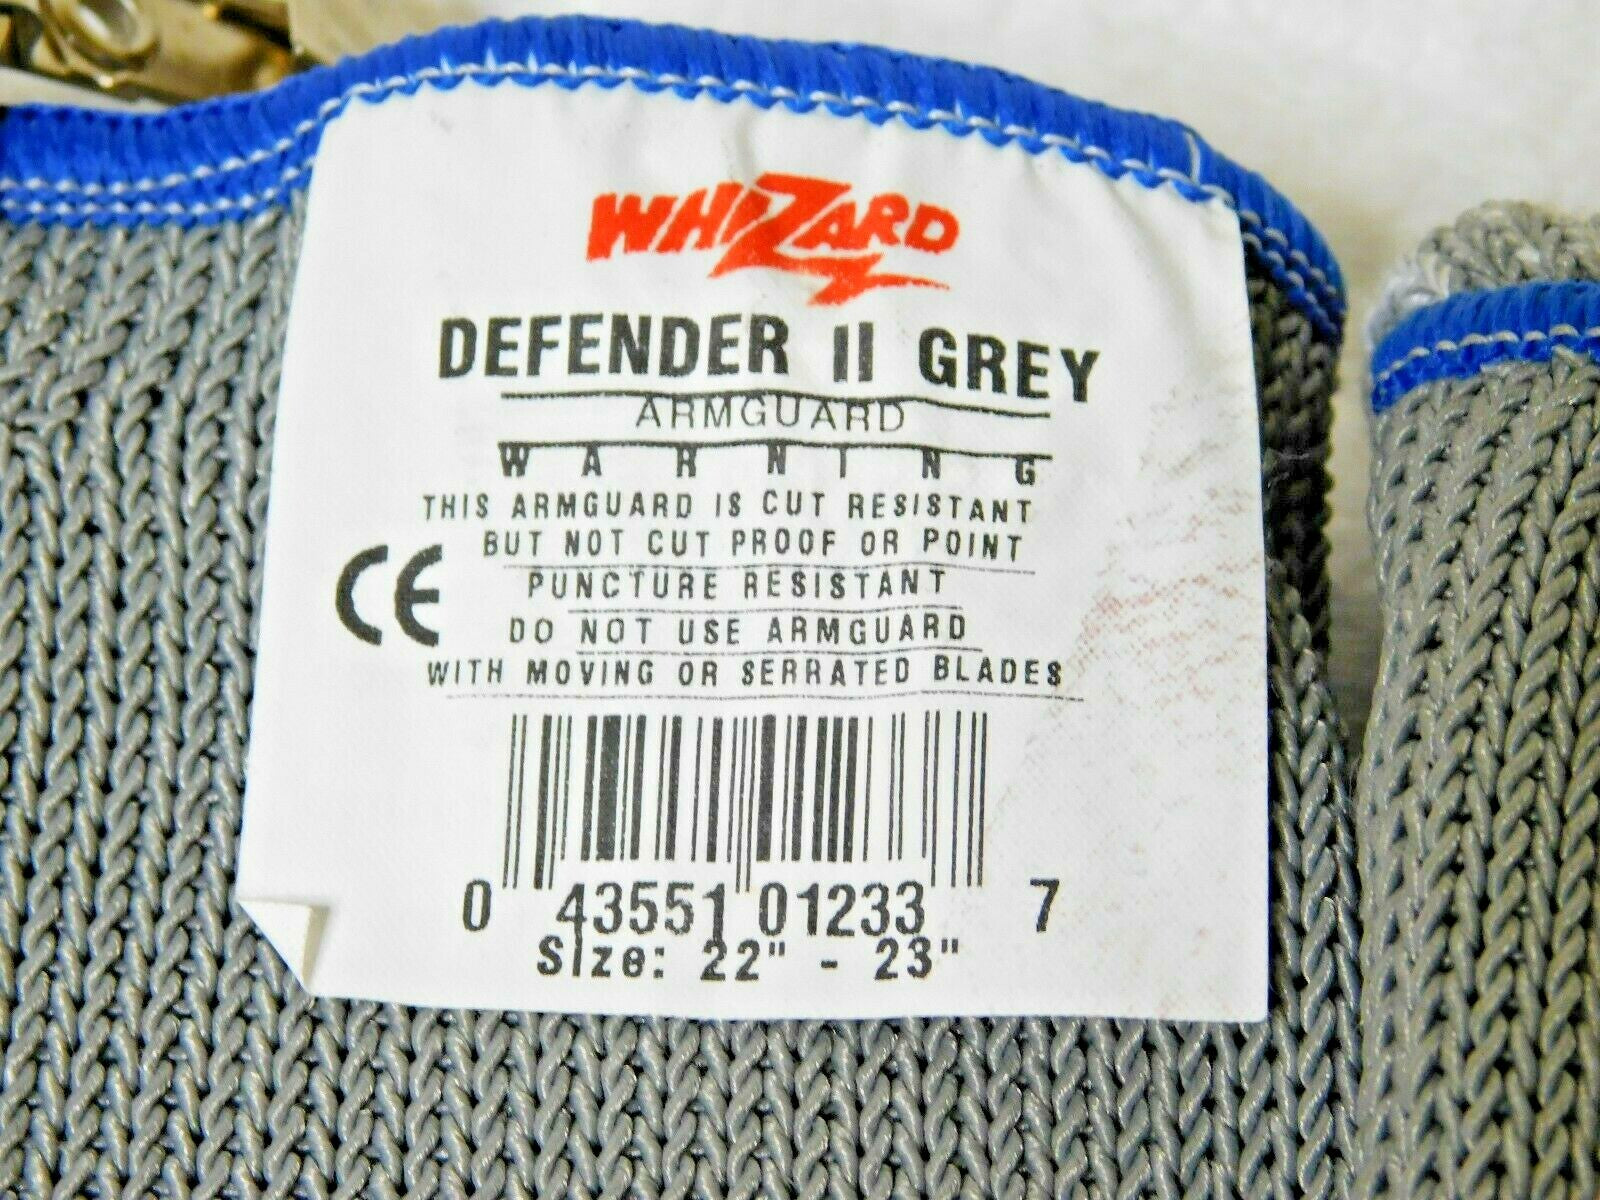 WHIZARD
DEFENDER II GREY
ARMGUARD
WARNING
THIS ARMGUARD IS CUT RESISTANT
BUT NOT CUT PROOF OR POINT
PUNCTURE RESISTANT
DO NOT USE ARMGUARD
WITH MOVING OR SERRATED BLADES
CE
0 43551 01233 7
Size: 22" - 23"